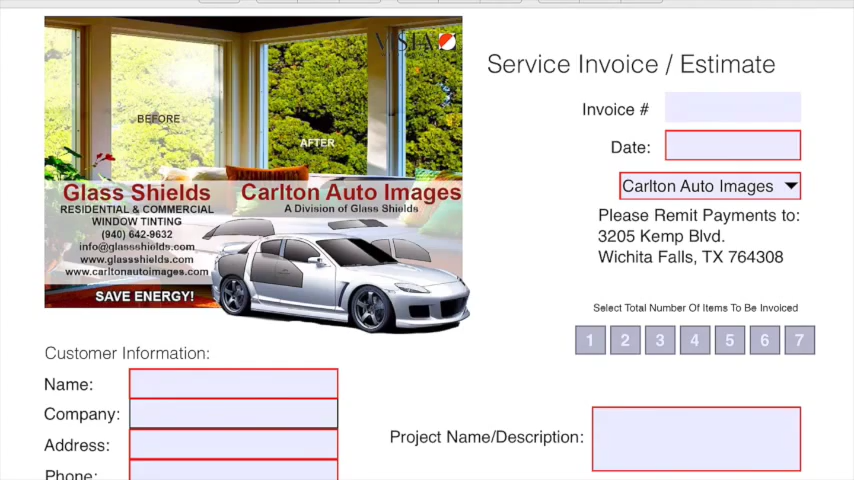 VISTA
BEFORE
AFTER
Glass Shields
RESIDENTIAL & COMMERCIAL
WINDOW TINTING
(940) 642-9632
info@glassshields.com
www.glassshields.com
www.carltonautoimages.com
SAVE ENERGY!
Carlton Auto Images
A Division of Glass Shields
Service Invoice / Estimate
Invoice #
Date:
Carlton Auto Images
Please Remit Payments to:
3205 Kemp Blvd.
Wichita Falls, TX 764308
Select Total Number Of Items To Be Invoiced
1 2 3 4 5 6 7
Customer Information:
Name:
Company:
Address:
Phone:
Project Name/Description: